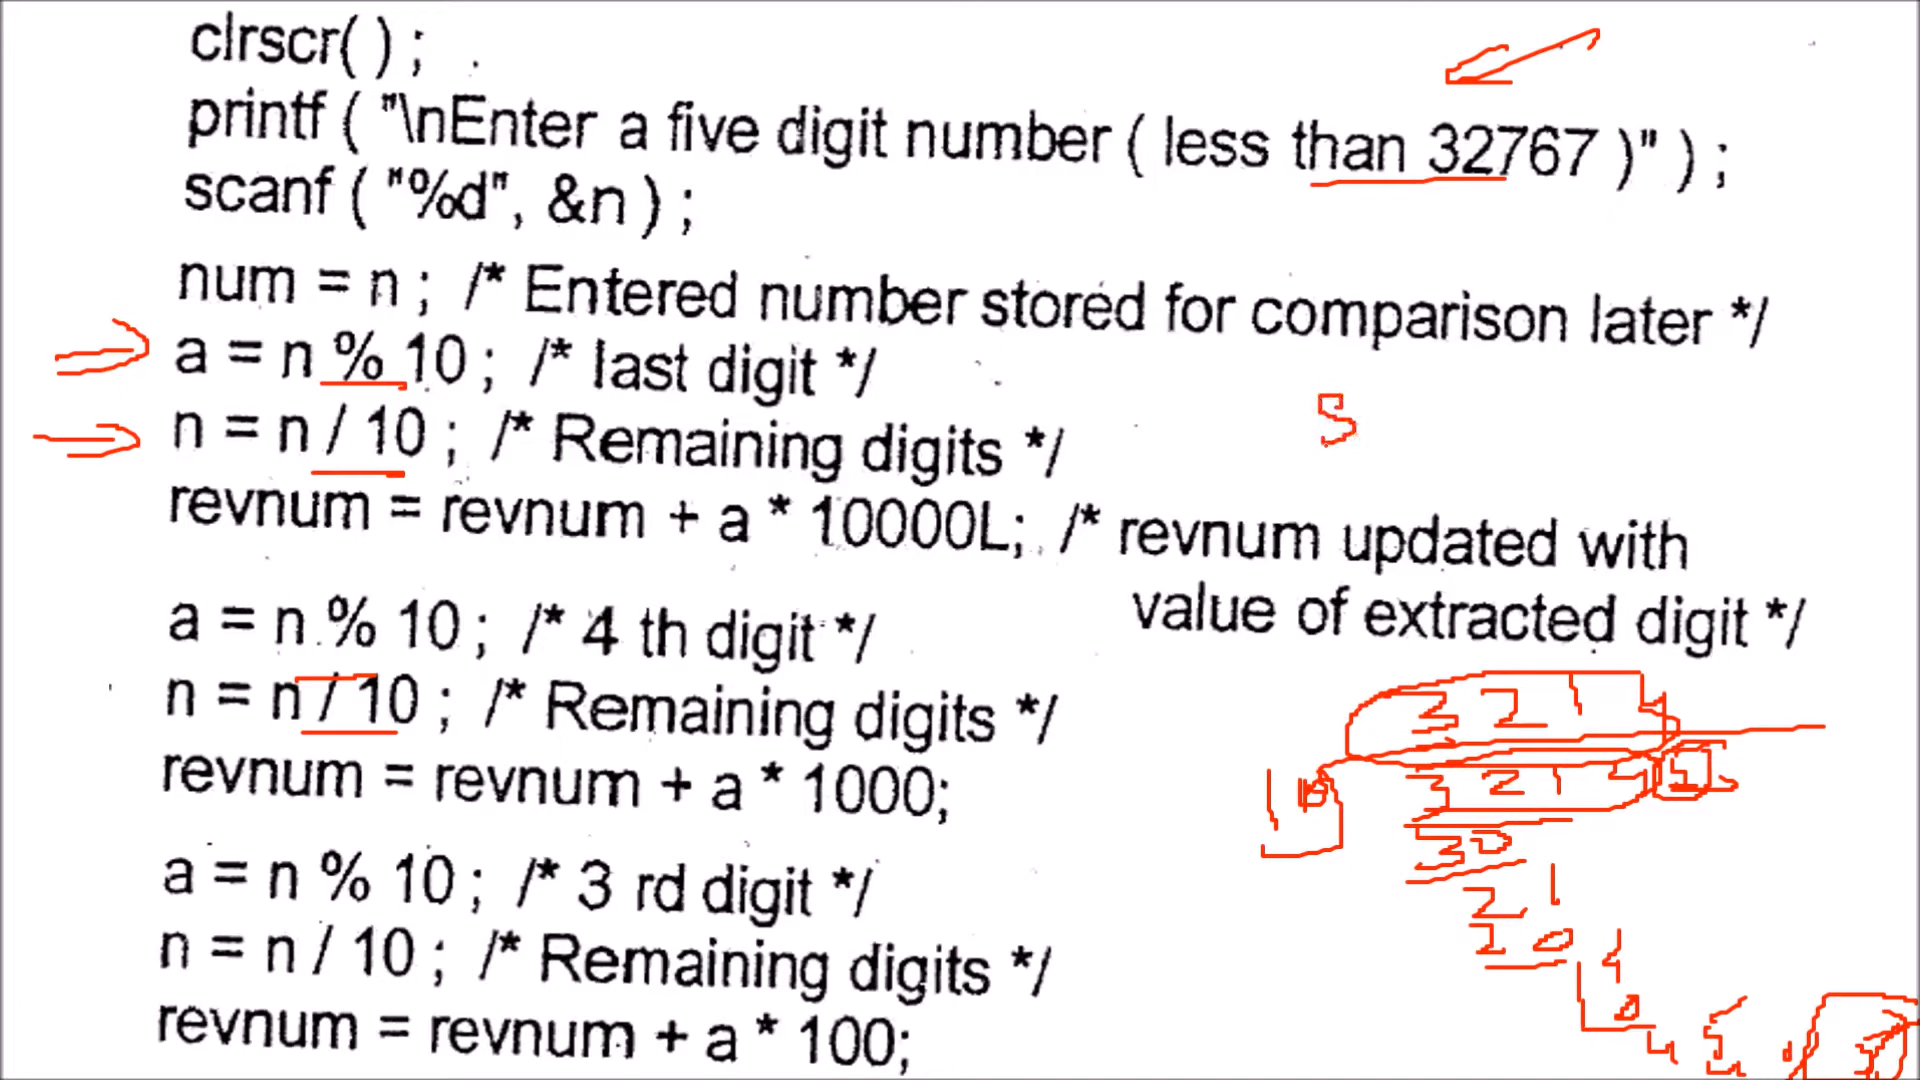 clrscr( ) ;
printf ( "\nEnter a five digit number ( less than 32767 )" ) ;
scanf ( "%d", &n ) ;
num = n ; /* Entered number stored for comparison later */
a = n % 10 ; /* last digit */
n = n / 10 ; /* Remaining digits */
5
revnum = revnum + a * 10000L; /* revnum updated with
value of extracted digit */
a = n % 10 ; /* 4 th digit */
n = n / 10 ; /* Remaining digits */
revnum = revnum + a * 1000;
a = n % 10 ; /* 3 rd digit */
n = n / 10 ; /* Remaining digits */
revnum = revnum + a * 100;